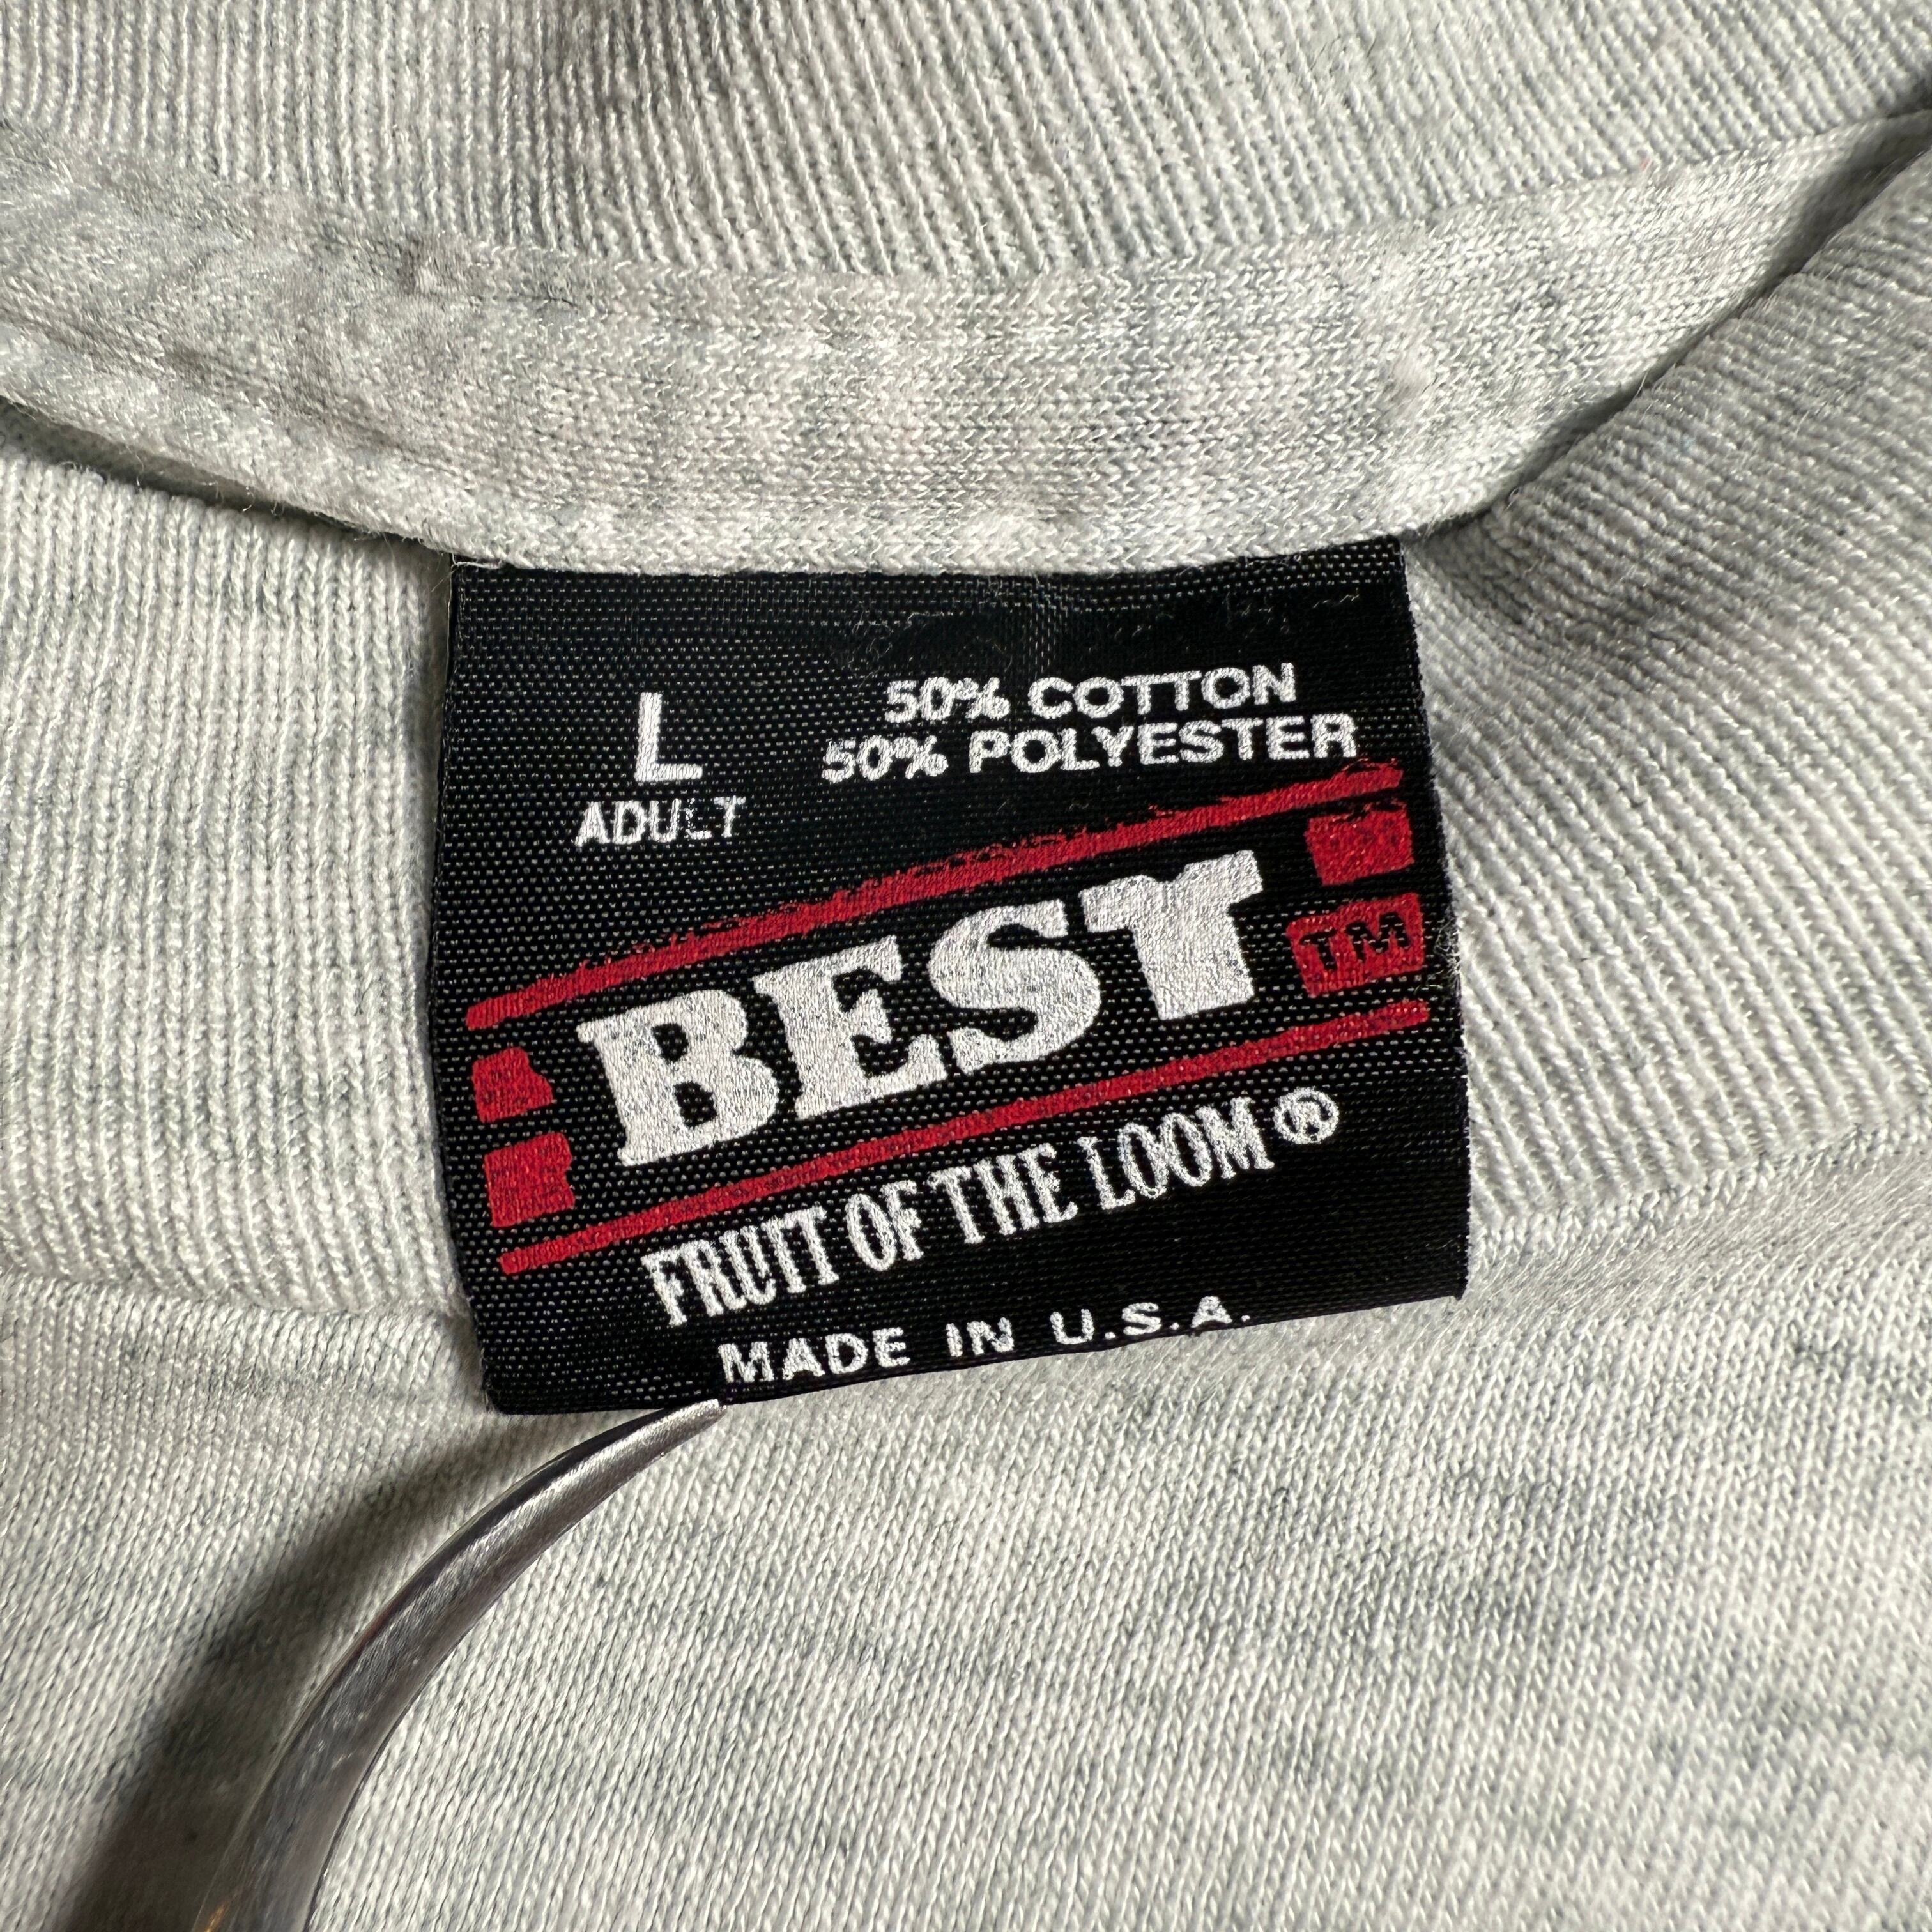 L
ADULT
50% COTTON
50% POLYESTER
BEST
TM
FRUIT OF THE LOOM®
MADE IN U.S.A.